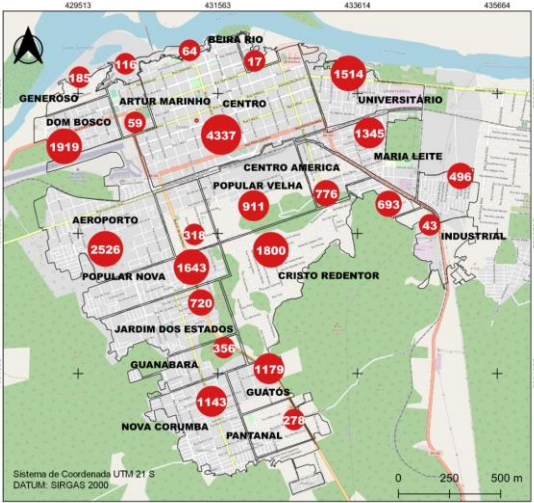 429513 431563 433614 435664
BEIRA RIO
64
17
116
185
1514
GENEROSO
ARTUR MARINHO
CENTRO
UNIVERSITÁRIO
DOM BOSCO
59
4337
1345
1919
MARIA LEITE
CENTRO AMERICA
496
POPULAR VELHA
776
911
693
AEROPORTO
43
318
INDUSTRIAL
2526
1800
1643
POPULAR NOVA
CRISTO REDENTOR
720
JARDIM DOS ESTADOS
356
GUANABARA
1179
GUATÓS
1143
278
NOVA CORUMBA
PANTANAL
Sistema de Coordenada UTM 21 S
DATUM: SIRGAS 2000
0 250 500 m